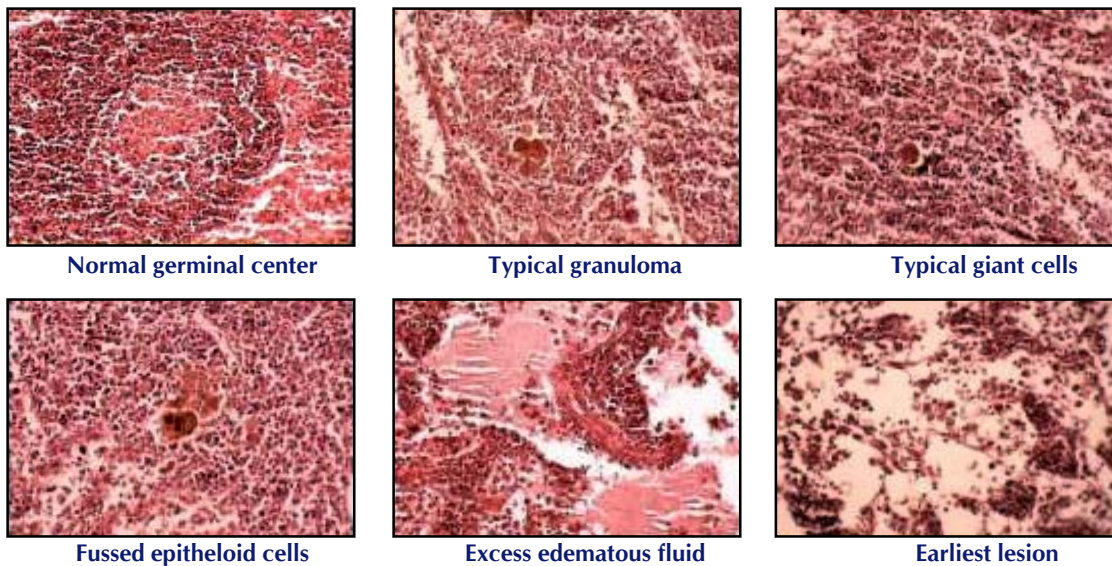 Normal germinal center
Typical granuloma
Typical giant cells
Fussed epitheloid cells
Excess edematous fluid
Earliest lesion